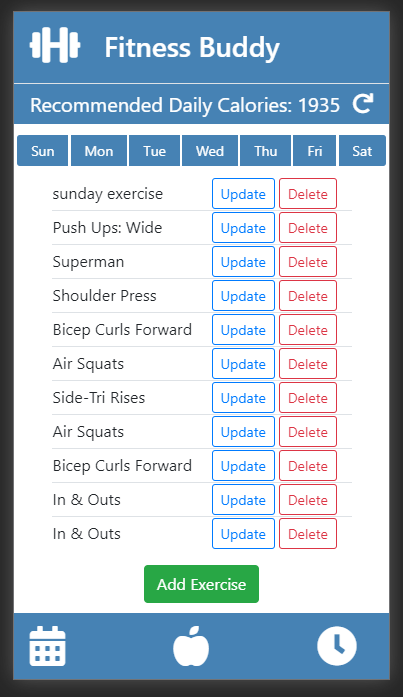 Fitness Buddy
Recommended Daily Calories: 1935
Sun Mon Tue Wed Thu Fri Sat
sunday exercise Update Delete
Push Ups: Wide Update Delete
Superman Update Delete
Shoulder Press Update Delete
Bicep Curls Forward Update Delete
Air Squats Update Delete
Side-Tri Rises Update Delete
Air Squats Update Delete
Bicep Curls Forward Update Delete
In & Outs Update Delete
In & Outs Update Delete
Add Exercise